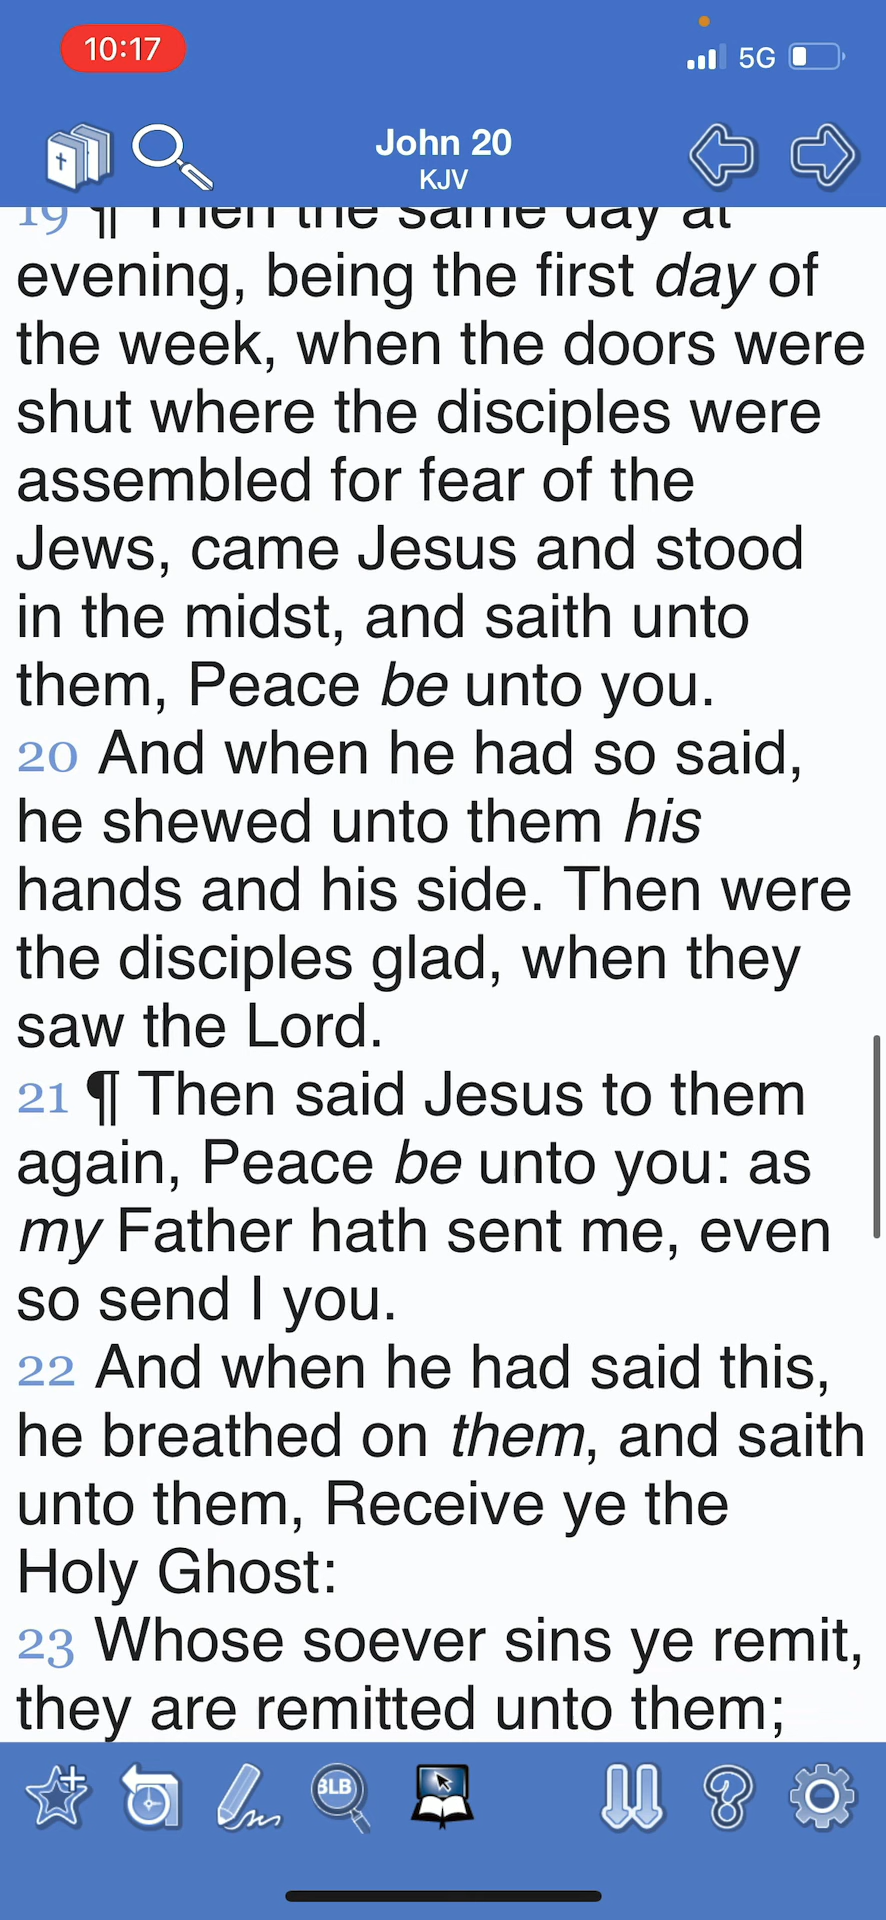 10:17
5G
John 20
KJV
19 ¶ Then the same day at
evening, being the first day of
the week, when the doors were
shut where the disciples were
assembled for fear of the
Jews, came Jesus and stood
in the midst, and saith unto
them, Peace be unto you.
20 And when he had so said,
he shewed unto them his
hands and his side. Then were
the disciples glad, when they
saw the Lord.
21 ¶ Then said Jesus to them
again, Peace be unto you: as
my Father hath sent me, even
so send I you.
22 And when he had said this,
he breathed on them, and saith
unto them, Receive ye the
Holy Ghost:
23 Whose soever sins ye remit,
they are remitted unto them;
BLB